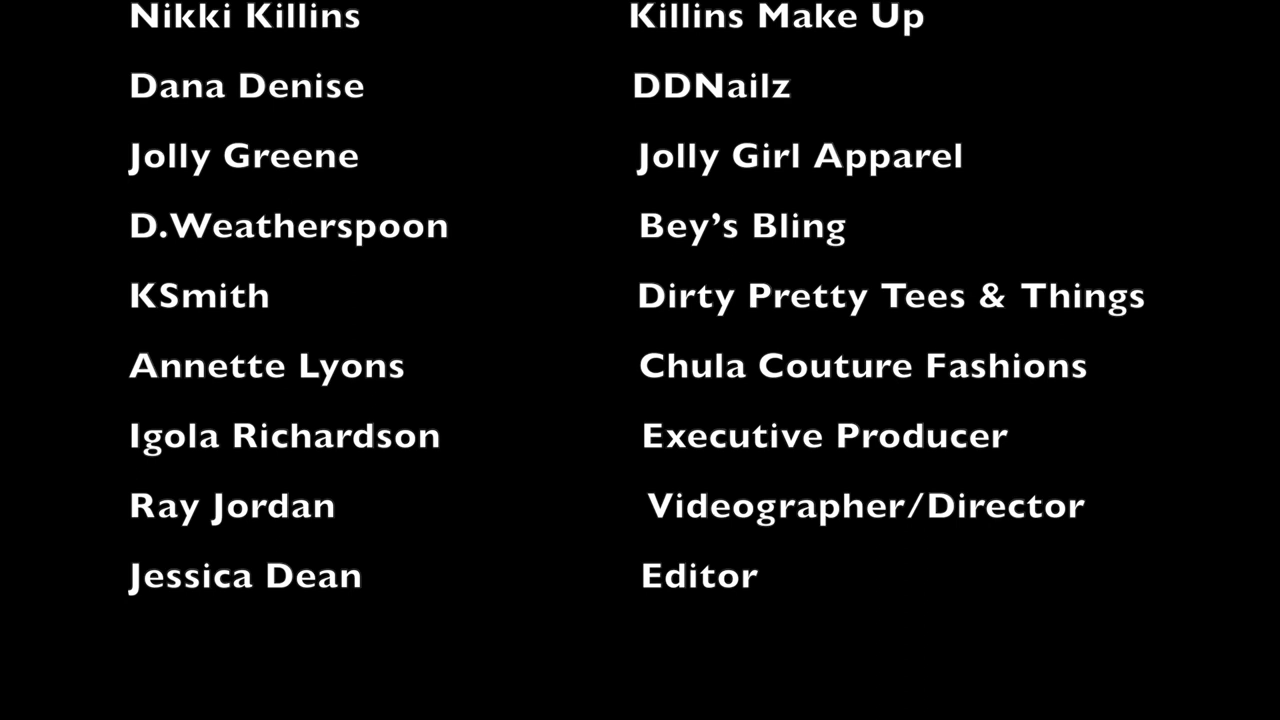 Nikki Killins Killins Make Up
Dana Denise DDNailz
Jolly Greene Jolly Girl Apparel
D.Weatherspoon Bey’s Bling
KSmith Dirty Pretty Tees & Things
Annette Lyons Chula Couture Fashions
Igola Richardson Executive Producer
Ray Jordan Videographer/Director
Jessica Dean Editor